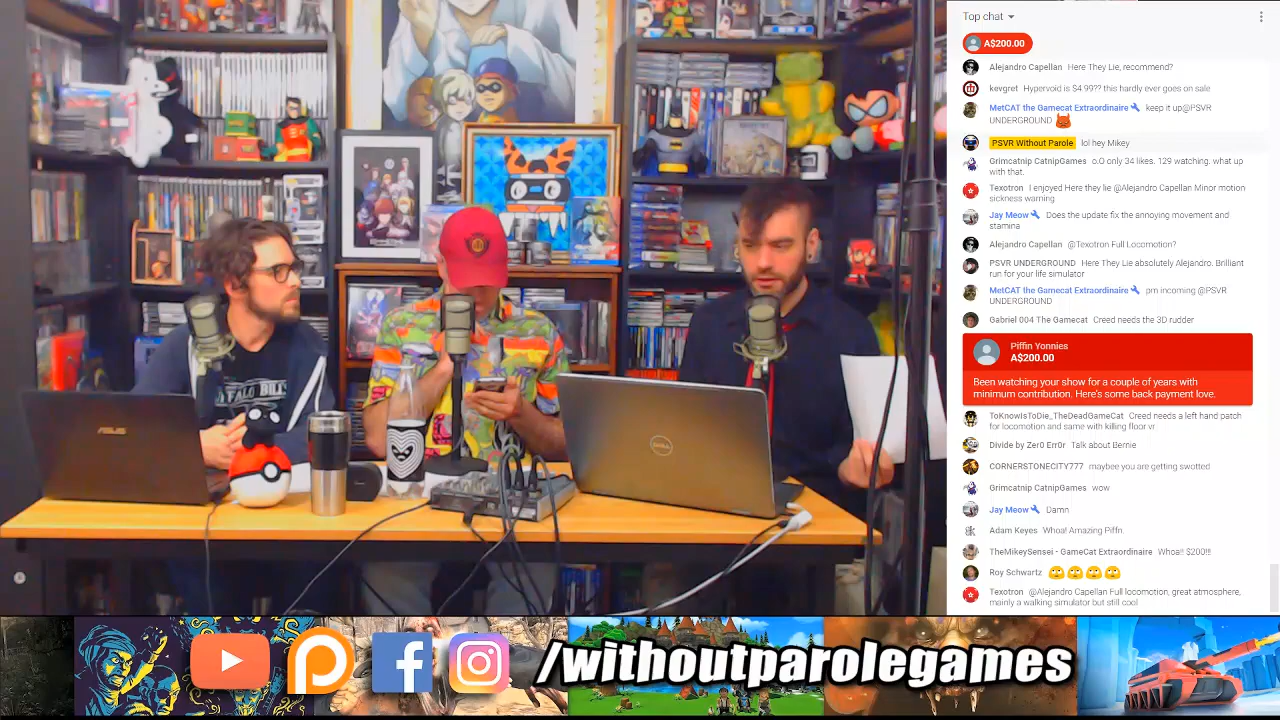 Top chat
A$200.00
Alejandro Capellan Here They Lie, recommend?
kevgret Hypervoid is $4 99?? this hardly ever goes on sale
MetCAT the Gamecat Extraordinaire keep it up@PSVR
UNDERGROUND
PSVR Without Parole lol hey Mikey
Grimcatnip CatnipGames o.O only 34 likes. 129 watching: what up
with that.
Texotron I enjoyed Here they lie @Alejandro Capellan Minor motion
sickness warning
Jay Meow Does the update fix the annoying movement and
stamina
Alejandro Capellan @Texotron Full Locomotion?
PSVR UNDERGROUND Here They Lie absolutely Alejandro. Brilliant
run for your life simulator
MetCAT the Gamecat Extraordinaire pm incoming @PSVR
UNDERGROUND
Gabriel 004 The Gamecat Creed needs the 3D rudder
Piffin Yonnies
A$200.00
Been watching your show for a couple of years with
minimum contribution. Here's some back payment love.
ToKnowIsToDie_TheDeadGameCat Creed needs a left hand patch
for locomotion and same with killing floor vr
Divide by Zer0 Err0r Talk about Bernie
CORNERSTONECITY777 maybee you are getting swotted
Grimcatnip CatnipGames wow
Jay Meow Damn
Adam Keyes Whoa! Amazing Piffn.
TheMikeySensei - GameCat Extraordinaire Whoa!! $200!!!
Roy Schwartz
Texotron @Alejandro Capellan Full locomotion, great atmosphere,
mainly a walking simulator but still cool
BUFFALO BILLS
ASUS
DELL
/withoutparolegames